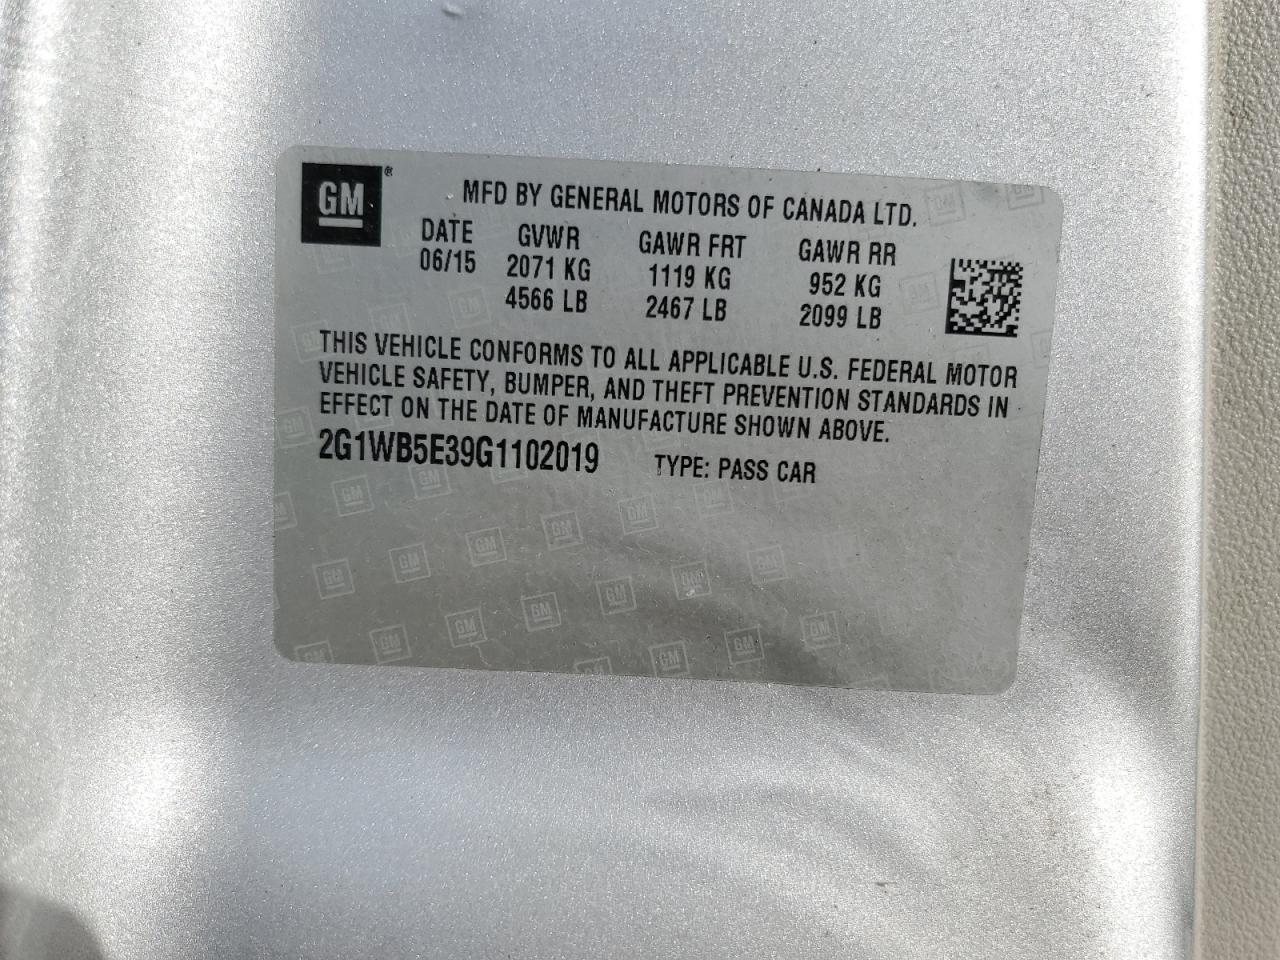 GM®
MFD BY GENERAL MOTORS OF CANADA LTD.
DATE GVWR GAWR FRT GAWR RR
06/15 2071 KG 1119 KG 952 KG
4566 LB 2467 LB 2099 LB
THIS VEHICLE CONFORMS TO ALL APPLICABLE U.S. FEDERAL MOTOR
VEHICLE SAFETY, BUMPER, AND THEFT PREVENTION STANDARDS IN
EFFECT ON THE DATE OF MANUFACTURE SHOWN ABOVE.
2G1WB5E39G1102019 TYPE: PASS CAR